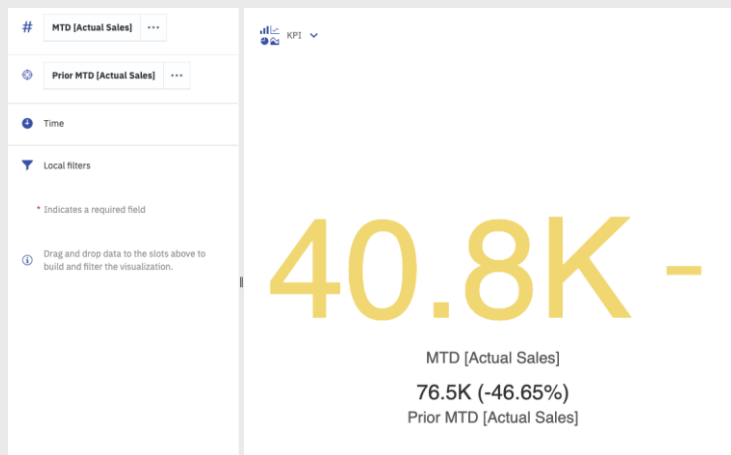 # MTD [Actual Sales] ...
Prior MTD [Actual Sales] ...
Time
Local filters
* Indicates a required field
Drag and drop data to the slots above to
build and filter the visualization.
KPI
40.8K -
MTD [Actual Sales]
76.5K (-46.65%)
Prior MTD [Actual Sales]